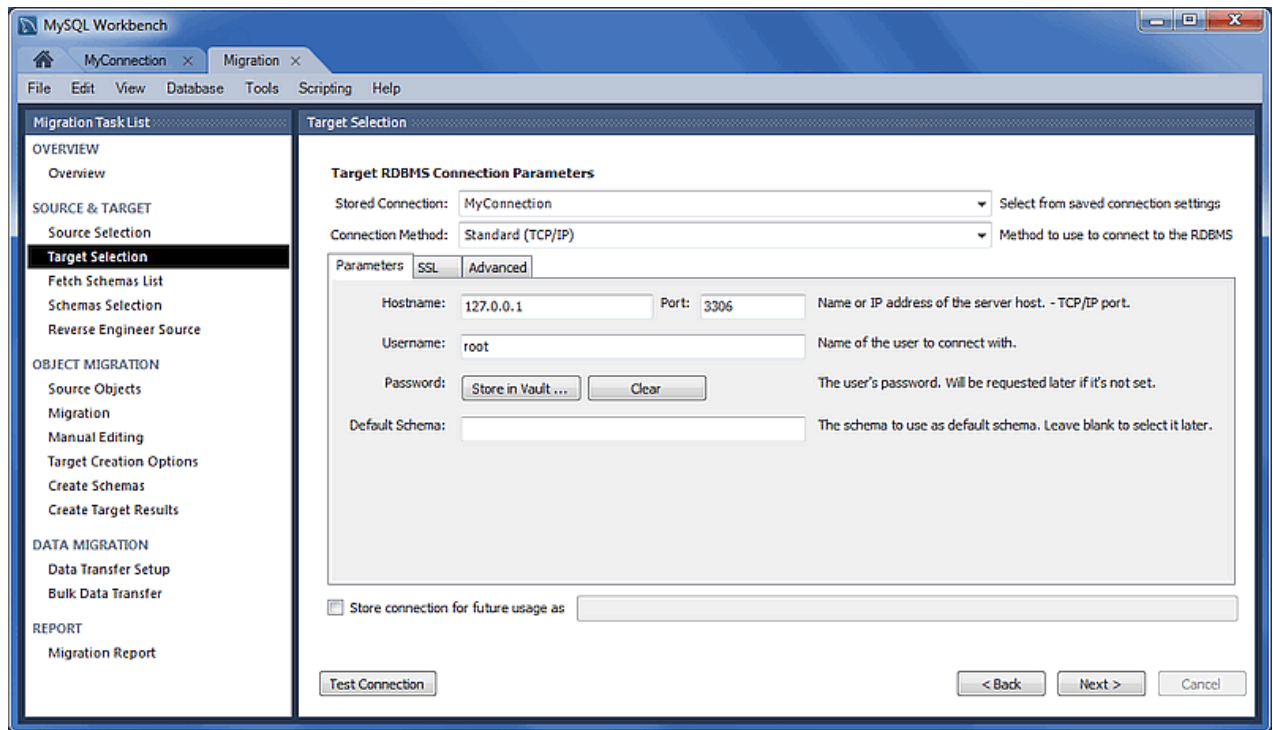 MySQL Workbench
MyConnection Migration
File Edit View Database Tools Scripting Help
Migration Task List
OVERVIEW
Overview
SOURCE & TARGET
Source Selection
Target Selection
Fetch Schemas List
Schemas Selection
Reverse Engineer Source
OBJECT MIGRATION
Source Objects
Migration
Manual Editing
Target Creation Options
Create Schemas
Create Target Results
DATA MIGRATION
Data Transfer Setup
Bulk Data Transfer
REPORT
Migration Report
Target Selection
Target RDBMS Connection Parameters
Stored Connection: MyConnection Select from saved connection settings
Connection Method: Standard (TCP/IP) Method to use to connect to the RDBMS
Parameters SSL Advanced
Hostname: 127.0.0.1 Port: 3306 Name or IP address of the server host. - TCP/IP port.
Username: root Name of the user to connect with.
Password: Store in Vault ... Clear The user's password. Will be requested later if it's not set.
Default Schema: The schema to use as default schema. Leave blank to select it later.
Store connection for future usage as
Test Connection < Back Next > Cancel